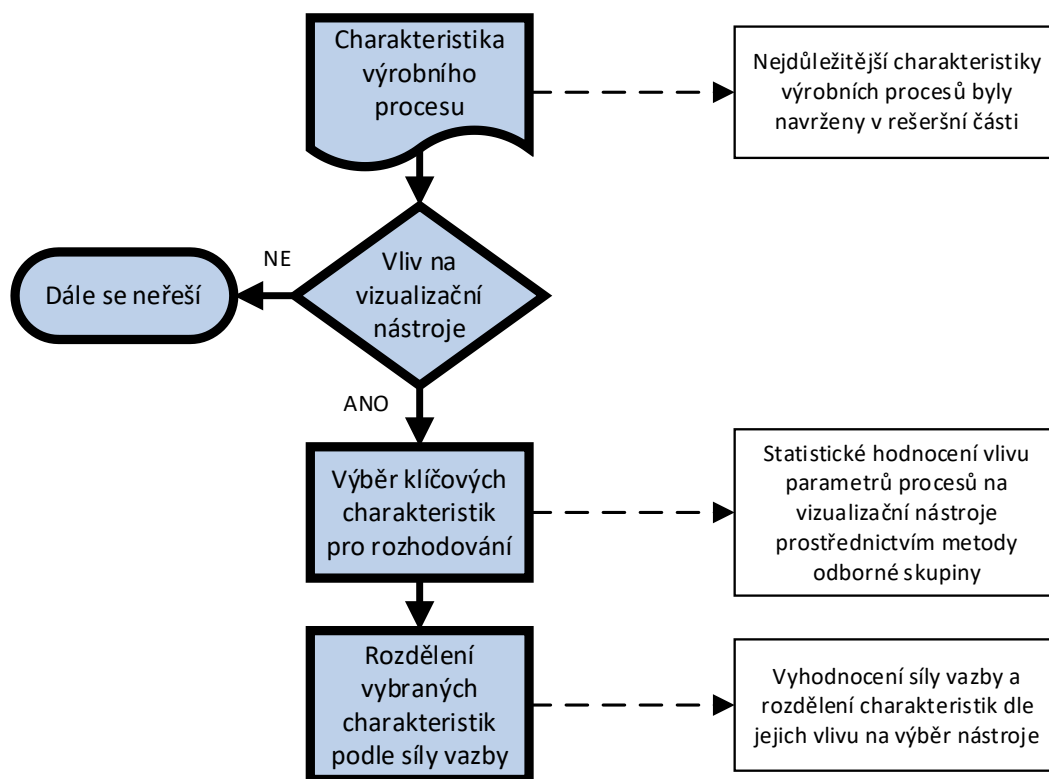 Charakteristika
výrobního
procesu
Nejdůležitější charakteristiky
výrobních procesů byly
navrženy v rešeršní části
NE
Vliv na
vizualizační
nástroje
Dále se neřeší
ANO
Výběr klíčových
charakteristik
pro rozhodování
Statistické hodnocení vlivu
parametrů procesů na
vizualizační nástroje
prostřednictvím metody
odborné skupiny
Rozdělení
vybraných
charakteristik
podle síly vazby
Vyhodnocení síly vazby a
rozdělení charakteristik dle
jejich vlivu na výběr nástroje